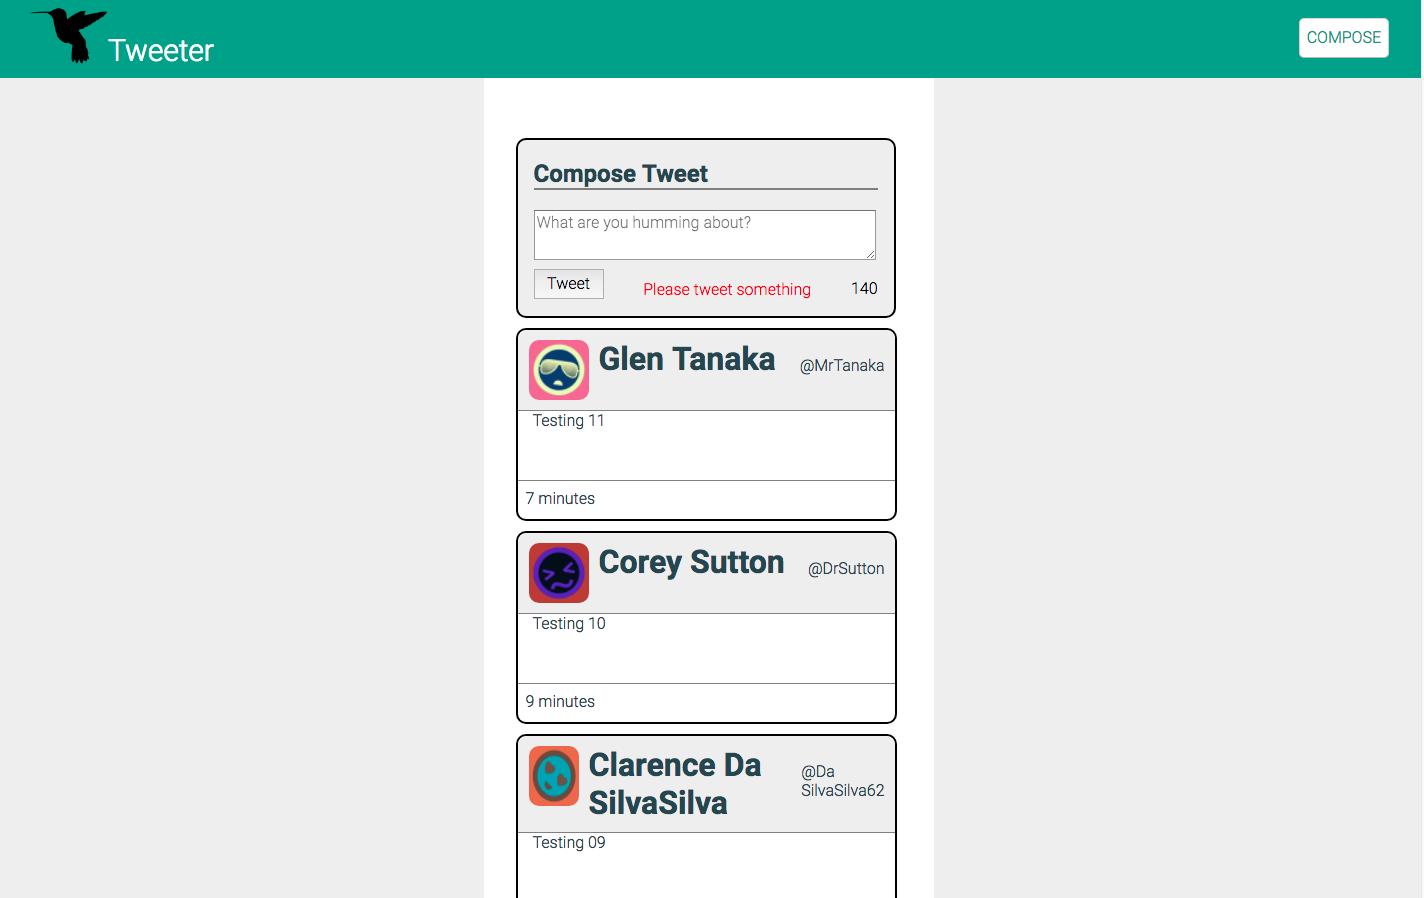 Tweeter
COMPOSE
Compose Tweet
What are you humming about?
Tweet
Please tweet something
140
Glen Tanaka
@MrTanaka
Testing 11
7 minutes
Corey Sutton
@DrSutton
Testing 10
9 minutes
Clarence Da
SilvaSilva
@Da
SilvaSilva62
Testing 09